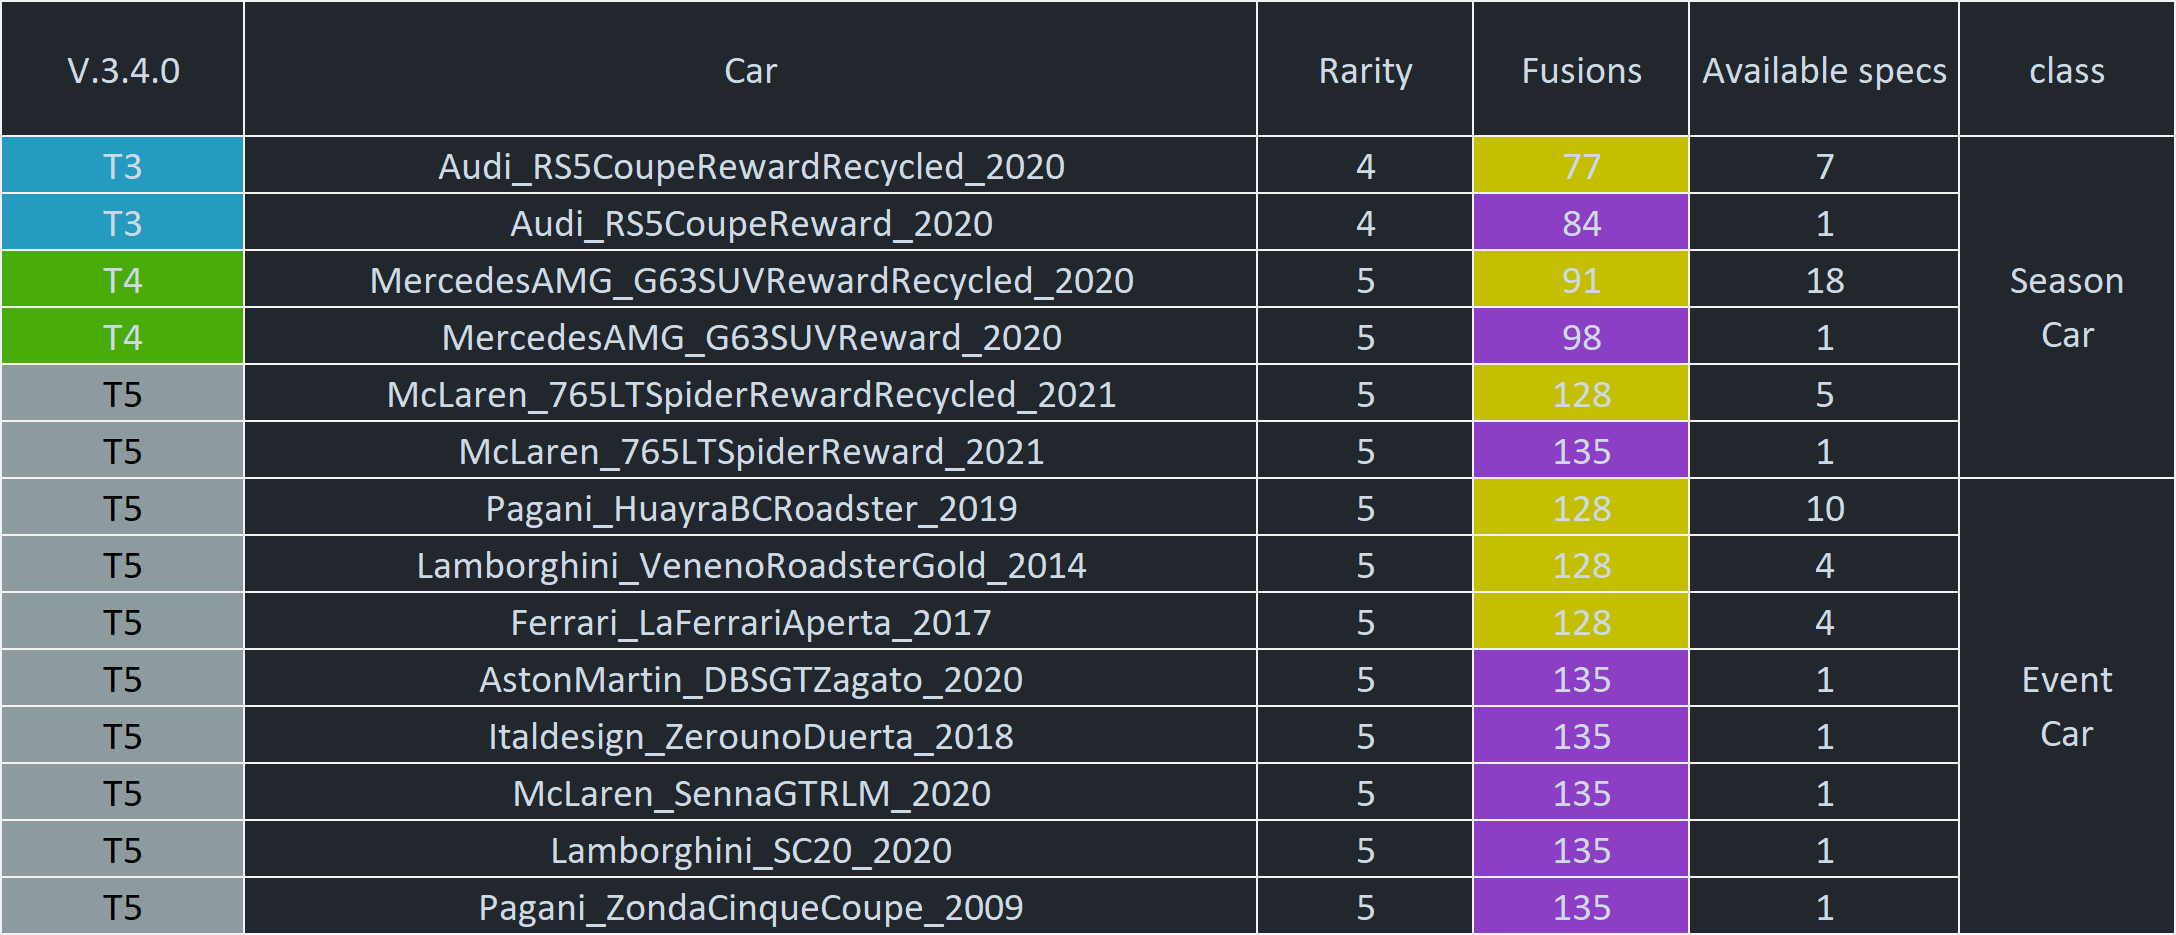 V.3.4.0 Car Rarity Fusions Available specs class
T3 Audi_RS5CoupeRewardRecycled_2020 4 77 7
T3 Audi_RS5CoupeReward_2020 4 84 1
T4 MercedesAMG_G63SUVRewardRecycled_2020 5 91 18
T4 MercedesAMG_G63SUVReward_2020 5 98 1
T5 McLaren_765LTSpiderRewardRecycled_2021 5 128 5
T5 McLaren_765LTSpiderReward_2021 5 135 1
Season
Car
T5 Pagani_HuayraBCRoadster_2019 5 128 10
T5 Lamborghini_VenenoRoadsterGold_2014 5 128 4
T5 Ferrari_LaFerrariAperta_2017 5 128 4
T5 AstonMartin_DBSGTZagato_2020 5 135 1
T5 Italdesign_ZerounoDuerta_2018 5 135 1
T5 McLaren_SennaGTRLM_2020 5 135 1
T5 Lamborghini_SC20_2020 5 135 1
T5 Pagani_ZondaCinqueCoupe_2009 5 135 1
Event
Car